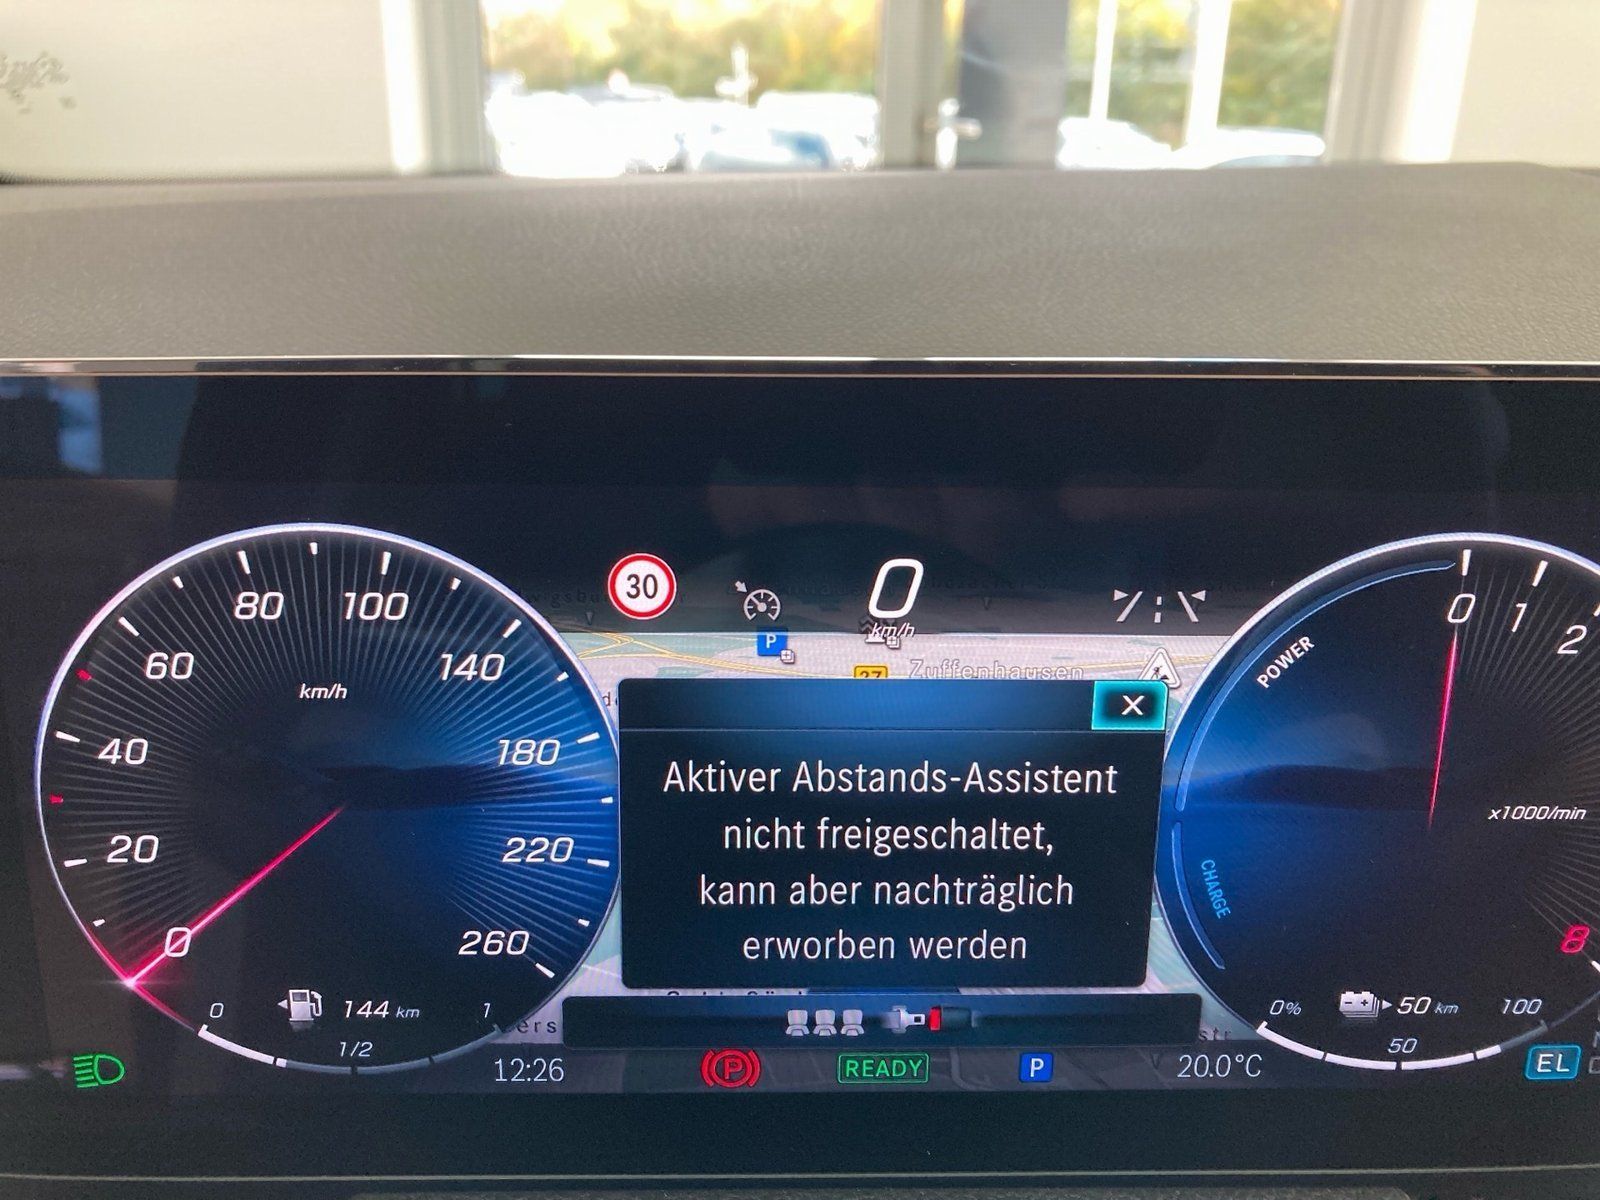 30
0
km/h
P
27
Zuffenhausen
X
Aktiver Abstands-Assistent
nicht freigeschaltet,
kann aber nachträglich
erworben werden
0
20
40
60
80
100
140
180
220
260
km/h
0
1/2
1
144 km
POWER
CHARGE
0
1
2
8
x1000/min
0%
50
100
50 km
12:26
P
READY
P
20.0°C
EL